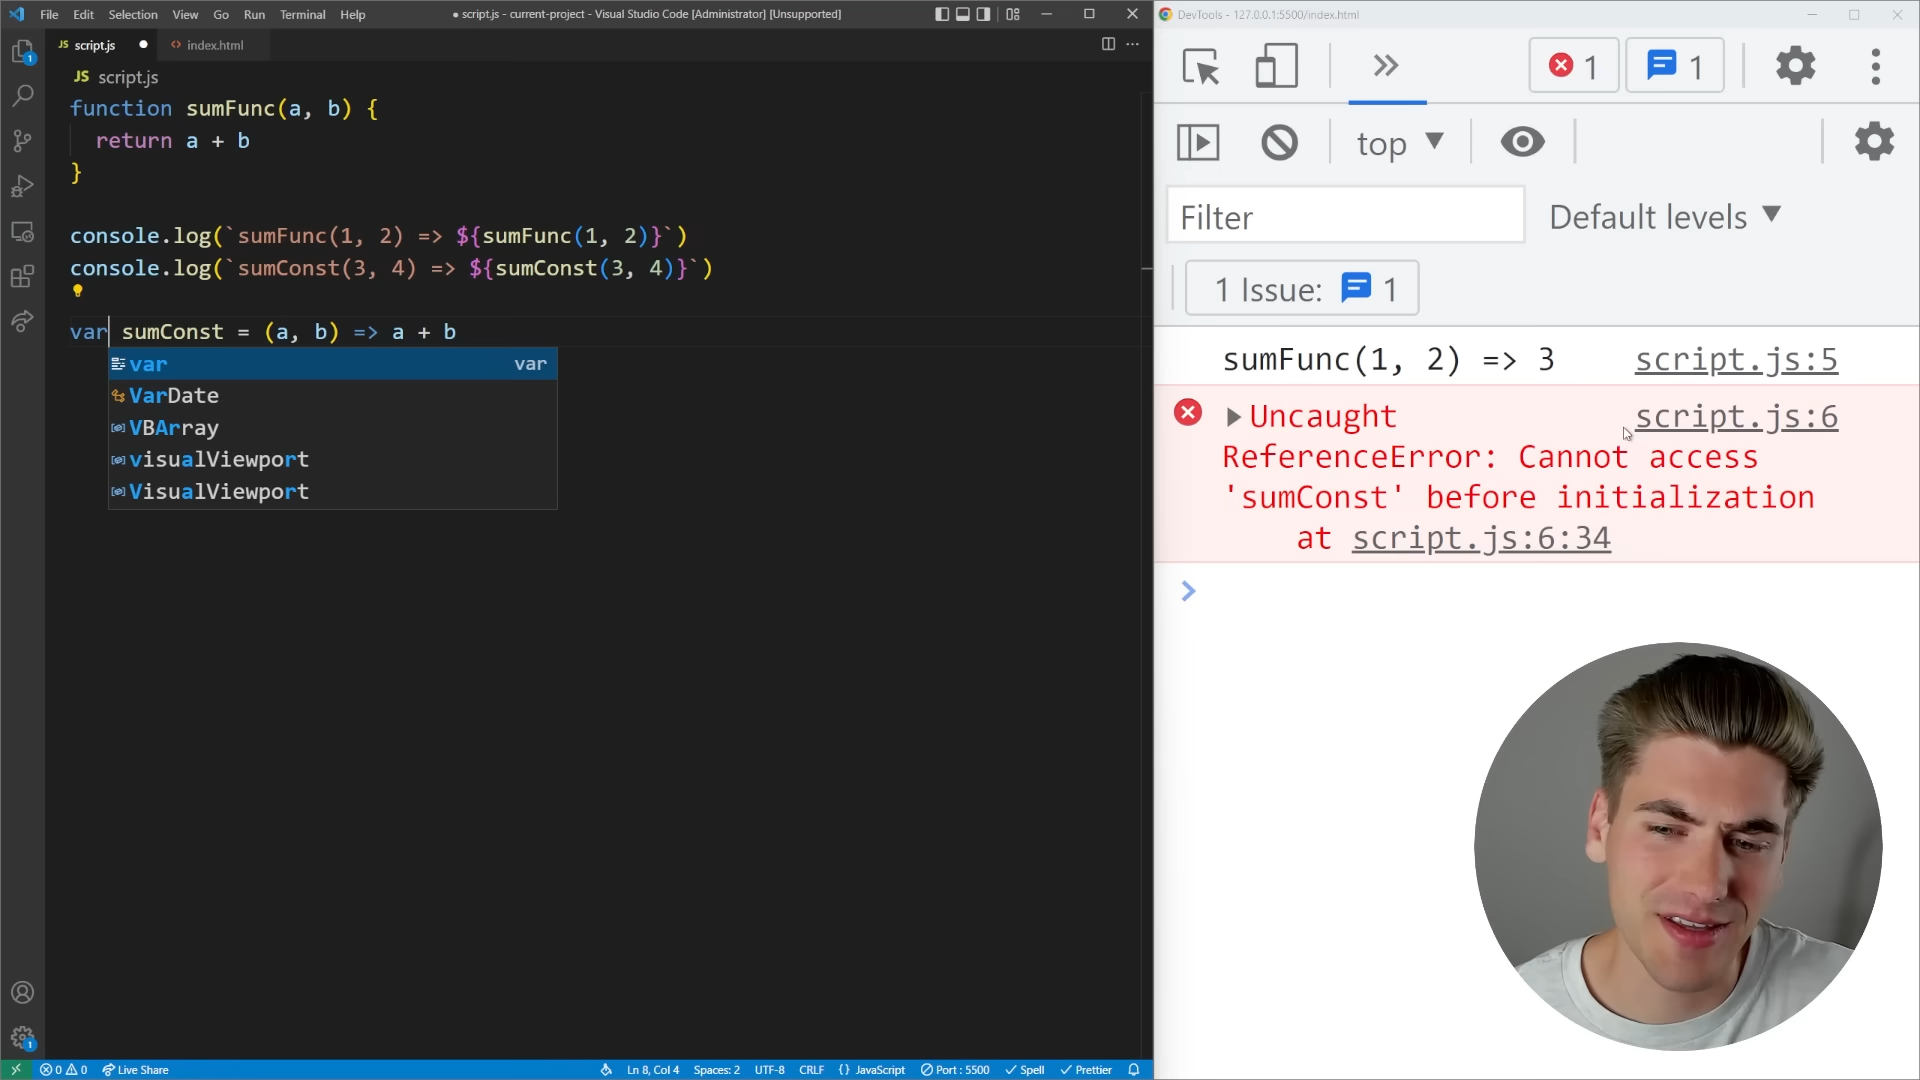 File Edit Selection View Go Run Terminal Help
● script.js - current-project - Visual Studio Code [Administrator] [Unsupported]
JS script.js ● index.html
JS script.js
function sumFunc(a, b) {
return a + b
}
console.log(`sumFunc(1, 2) => ${sumFunc(1, 2)}`)
console.log(`sumConst(3, 4) => ${sumConst(3, 4)}`)
var sumConst = (a, b) => a + b
var var
VarDate
VBArray
visualViewport
VisualViewport
1
1
0 0 Live Share
Ln 8, Col 4 Spaces: 2 UTF-8 CRLF {} JavaScript Port : 5500 Spell Prettier
DevTools - 127.0.0.1:5500/index.html
1 1
top ▼
Filter Default levels ▼
1 Issue: 1
sumFunc(1, 2) => 3 script.js:5
Uncaught script.js:6
ReferenceError: Cannot access
'sumConst' before initialization
at script.js:6:34